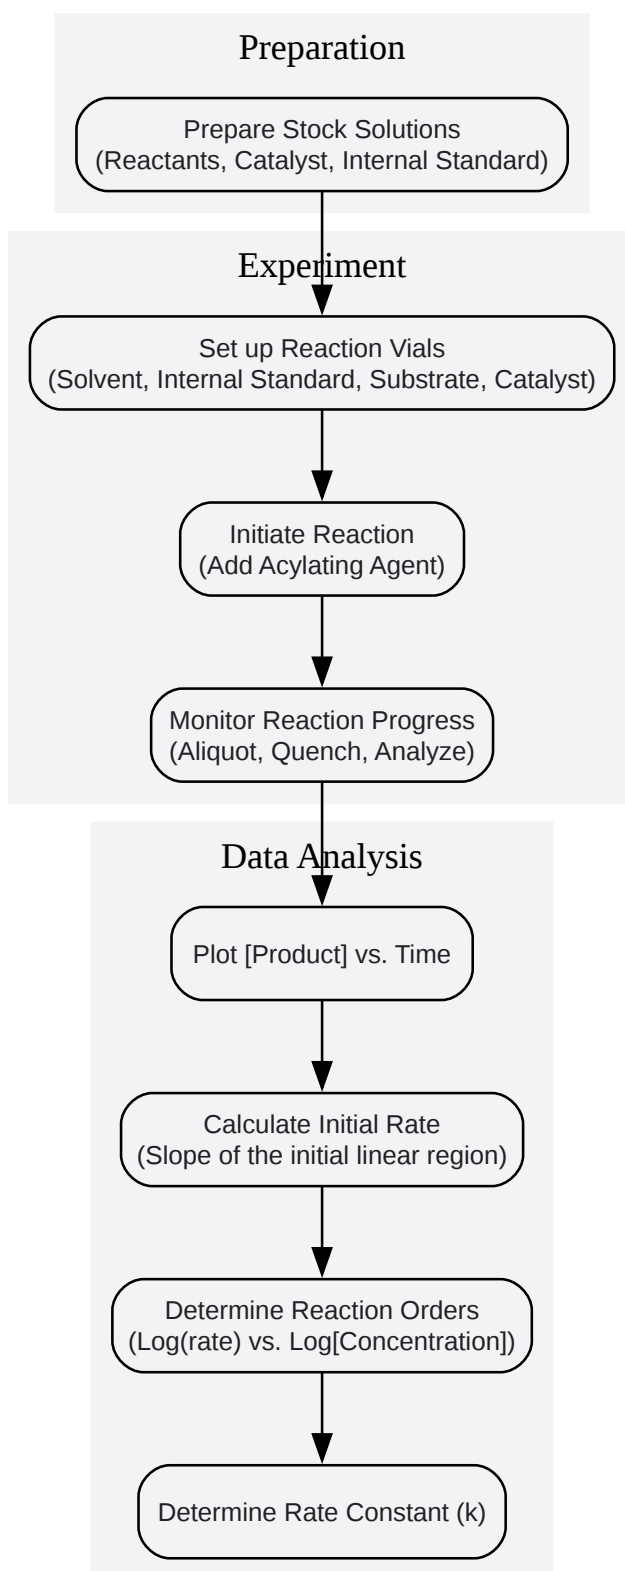 Preparation
Prepare Stock Solutions
(Reactants, Catalyst, Internal Standard)
Experiment
Set up Reaction Vials
(Solvent, Internal Standard, Substrate, Catalyst)
Initiate Reaction
(Add Acylating Agent)
Monitor Reaction Progress
(Aliquot, Quench, Analyze)
Data Analysis
Plot [Product] vs. Time
Calculate Initial Rate
(Slope of the initial linear region)
Determine Reaction Orders
(Log(rate) vs. Log[Concentration])
Determine Rate Constant (k)